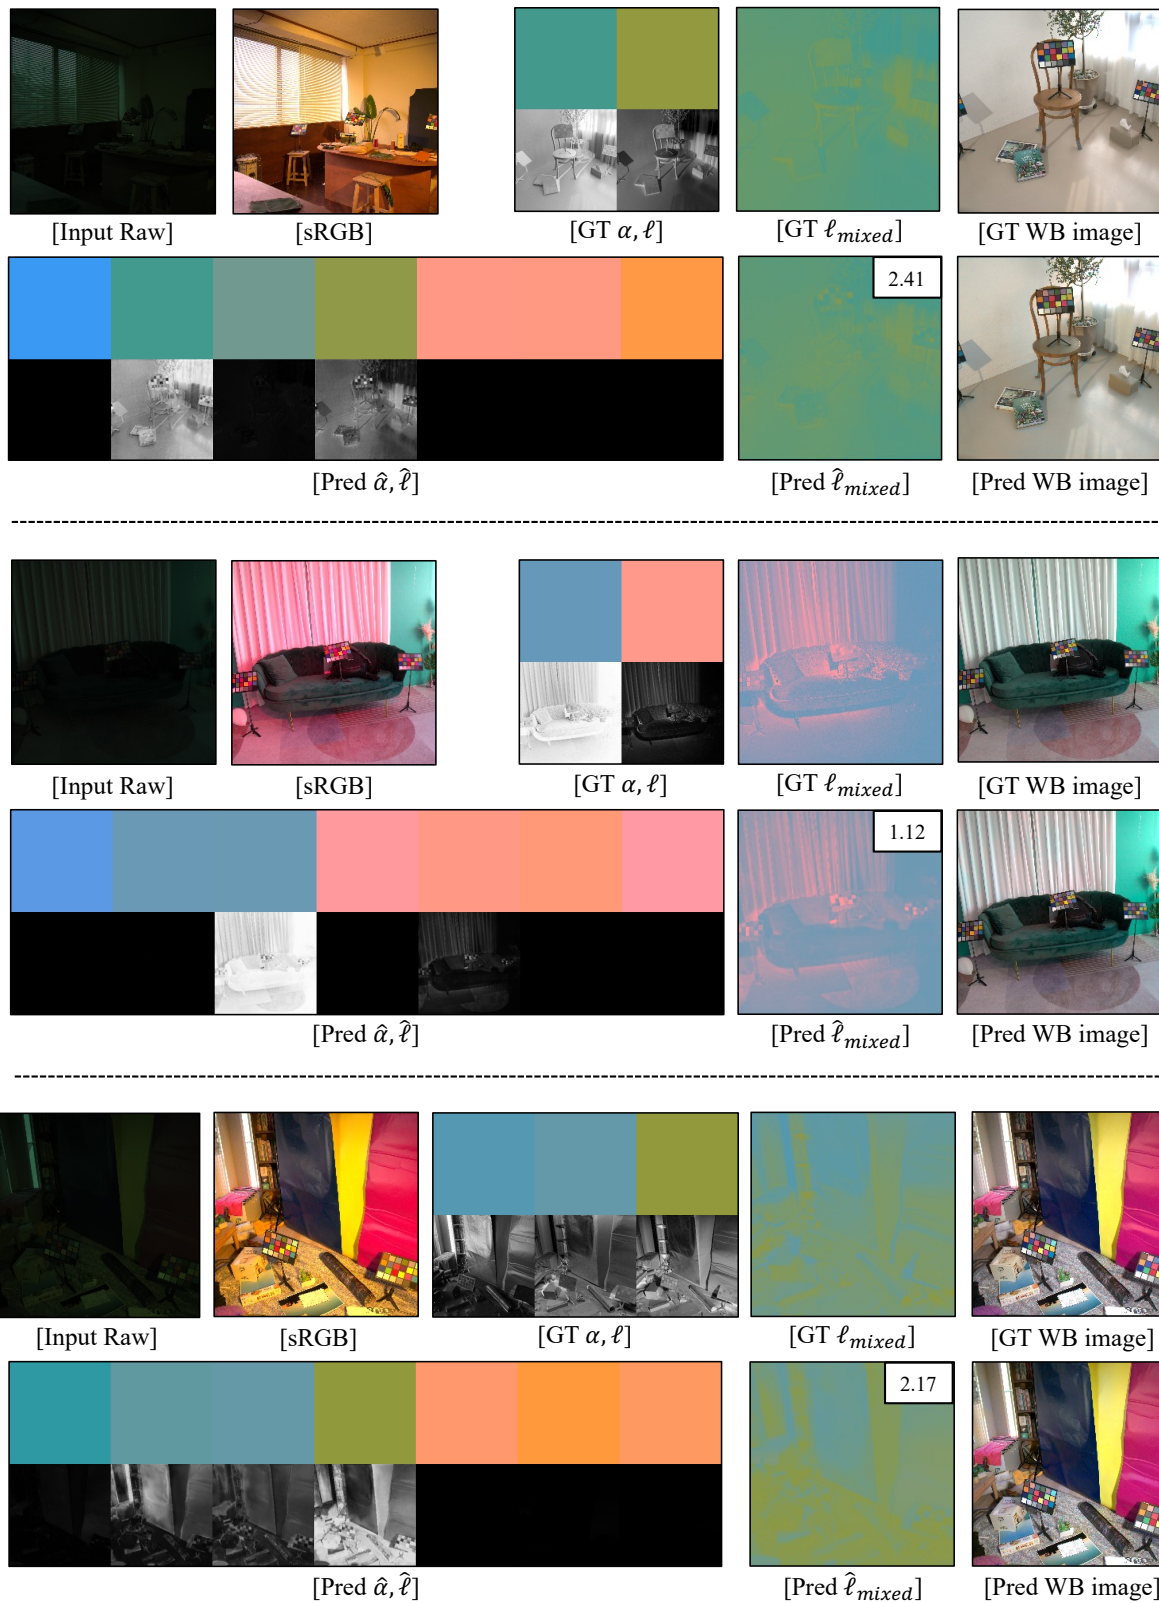 [Input Raw] [sRGB] [GT α, ℓ] [GT ℓ_mixed] [GT WB image]
2.41
[Pred α̂, ℓ̂] [Pred ℓ̂_mixed] [Pred WB image]
[Input Raw] [sRGB] [GT α, ℓ] [GT ℓ_mixed] [GT WB image]
1.12
[Pred α̂, ℓ̂] [Pred ℓ̂_mixed] [Pred WB image]
[Input Raw] [sRGB] [GT α, ℓ] [GT ℓ_mixed] [GT WB image]
2.17
[Pred α̂, ℓ̂] [Pred ℓ̂_mixed] [Pred WB image]